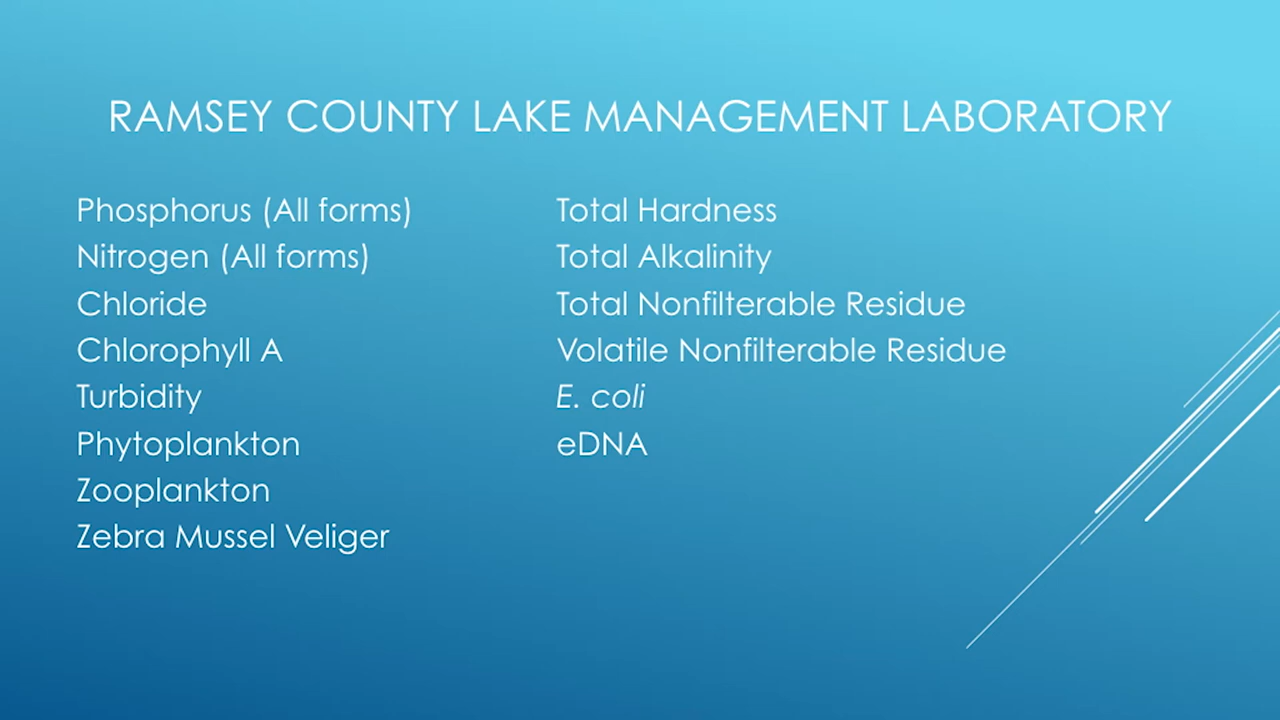 RAMSEY COUNTY LAKE MANAGEMENT LABORATORY
Phosphorus (All forms)
Nitrogen (All forms)
Chloride
Chlorophyll A
Turbidity
Phytoplankton
Zooplankton
Zebra Mussel Veliger
Total Hardness
Total Alkalinity
Total Nonfilterable Residue
Volatile Nonfilterable Residue
E. coli
eDNA